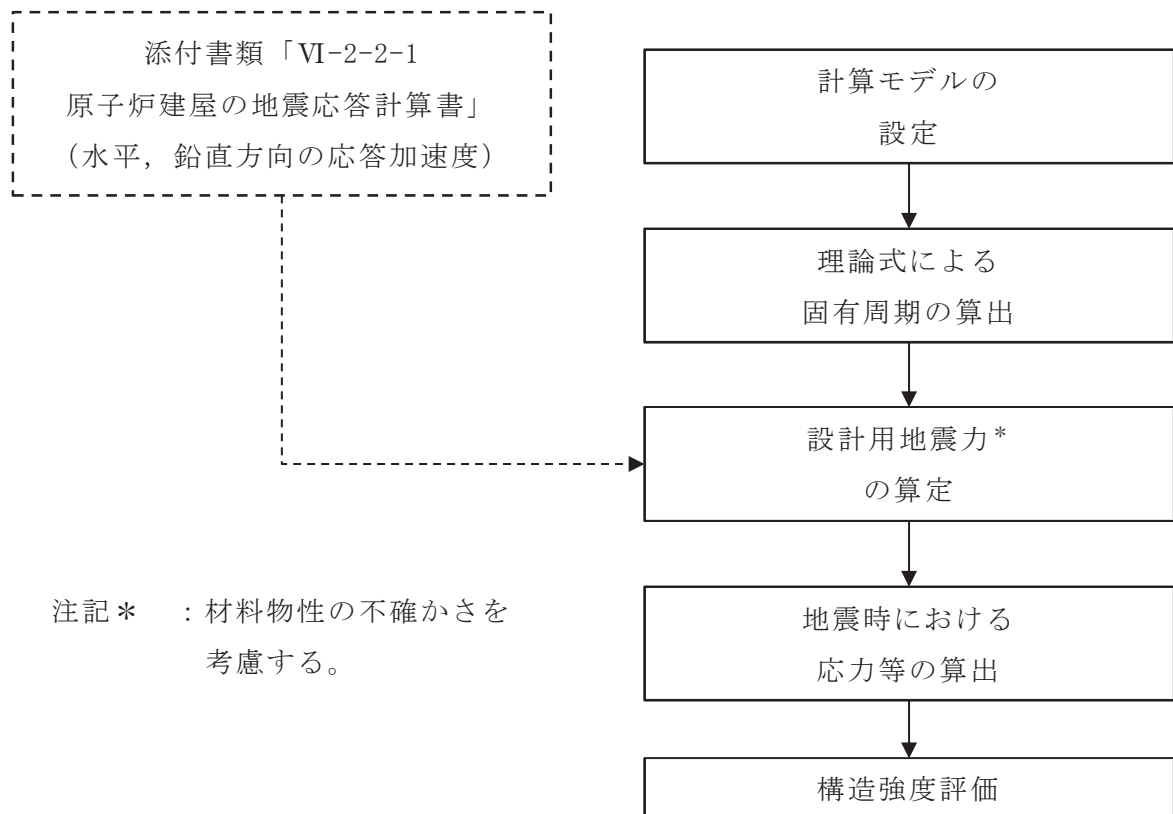 添付書類「Ⅵ-2-2-1
原子炉建屋の地震応答計算書」
(水平,鉛直方向の応答加速度)
計算モデルの
設定
理論式による
固有周期の算出
設計用地震力*
の算定
注記＊ :材料物性の不確かさを
考慮する。
地震時における
応力等の算出
構造強度評価